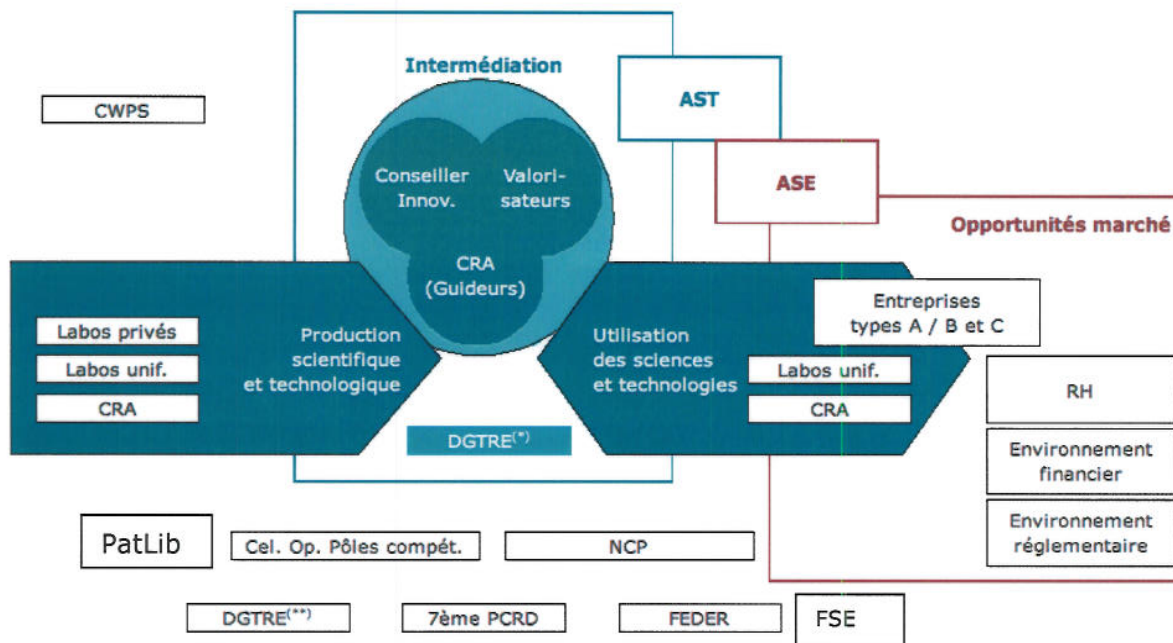 Intermédiation
AST
CWPS
ASE
Conseiller
Innov.
Valori-
sateurs
Opportunités marché
CRA
(Guideurs)
Entreprises
types A / B et C
Labos privés
Labos unif.
CRA
Production
scientifique
et technologique
Utilisation
des sciences
et technologies
Labos unif.
CRA
RH
DGTRE(*)
Environnement
financier
Environnement
réglementaire
PatLib
Cel. Op. Pôles compét.
NCP
DGTRE(**)
7ème PCRD
FEDER
FSE